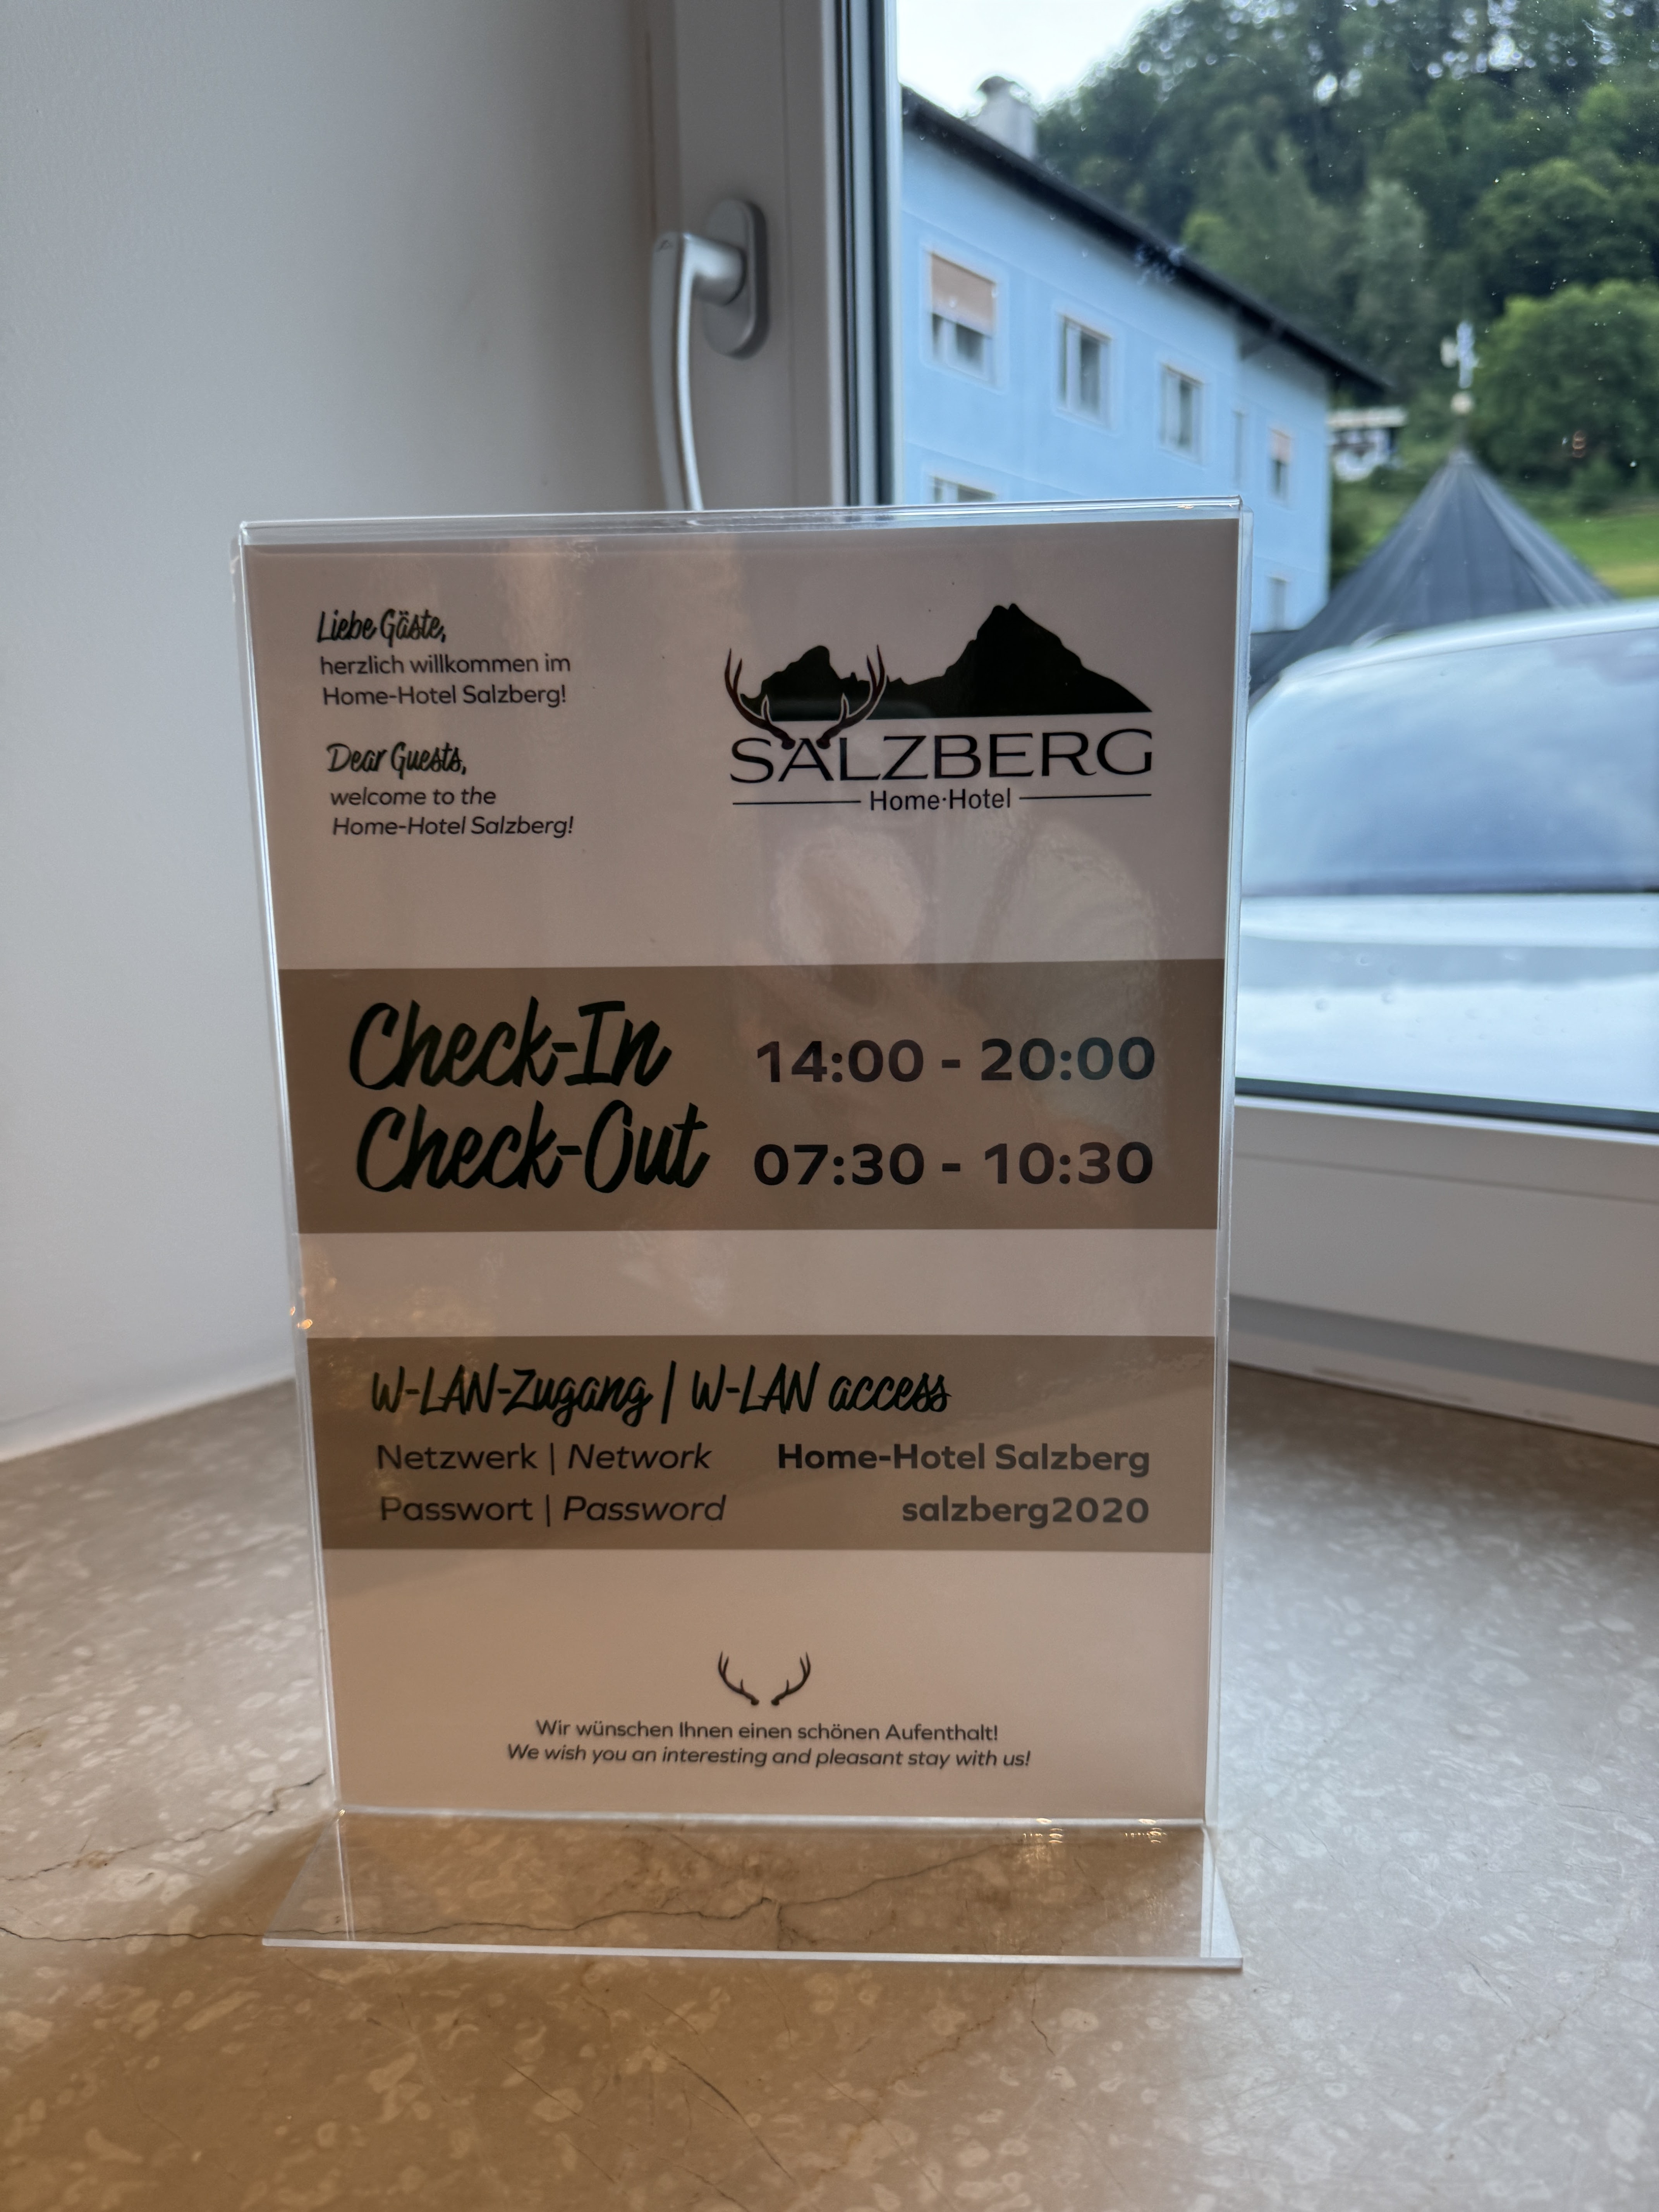 Liebe Gäste,
herzlich willkommen im
Home-Hotel Salzberg!
Dear Guests,
welcome to the
Home-Hotel Salzberg!
SALZBERG
Home·Hotel
Check-In 14:00 - 20:00
Check-Out 07:30 - 10:30
W-LAN-Zugang | W-LAN access
Netzwerk | Network Home-Hotel Salzberg
Passwort | Password salzberg2020
Wir wünschen Ihnen einen schönen Aufenthalt!
We wish you an interesting and pleasant stay with us!